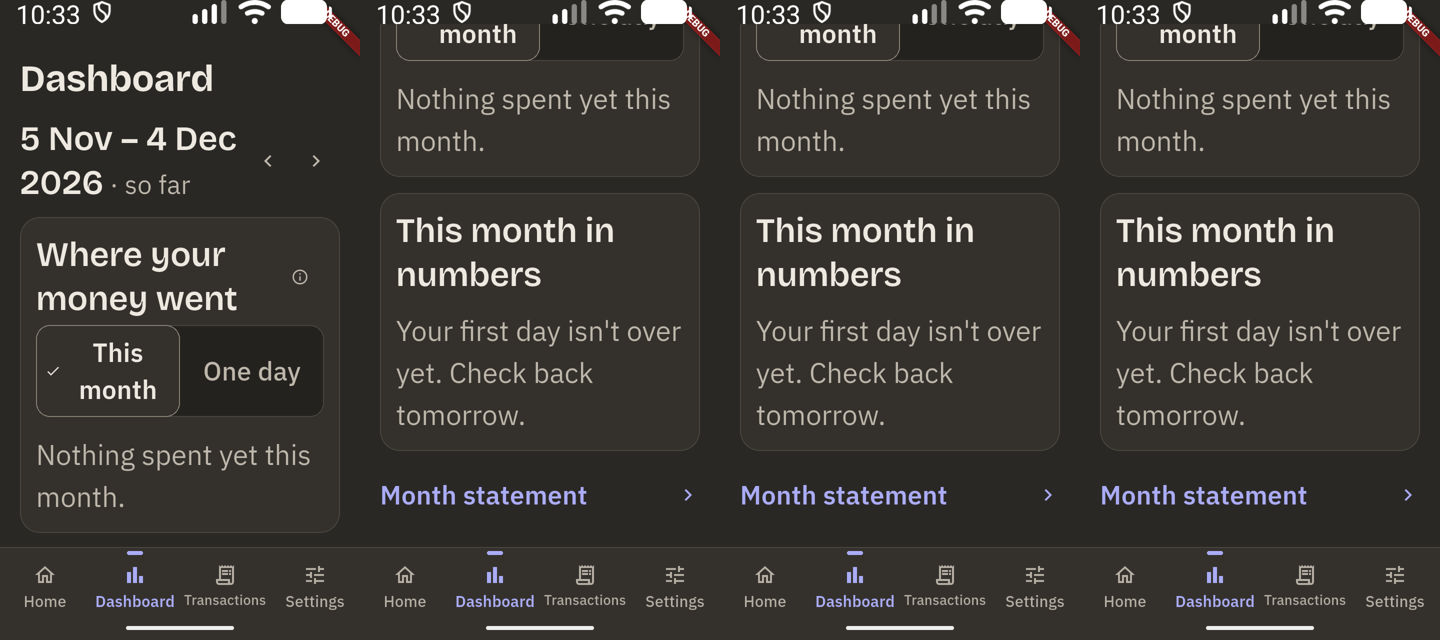 10:33
DEBUG
Dashboard
5 Nov – 4 Dec
2026 · so far
Where your
money went
This
month
One day
Nothing spent yet this
month.
Home
Dashboard
Transactions
Settings
10:33
DEBUG
month
Nothing spent yet this
month.
This month in
numbers
Your first day isn't over
yet. Check back
tomorrow.
Month statement
Home
Dashboard
Transactions
Settings
10:33
DEBUG
month
Nothing spent yet this
month.
This month in
numbers
Your first day isn't over
yet. Check back
tomorrow.
Month statement
Home
Dashboard
Transactions
Settings
10:33
DEBUG
month
Nothing spent yet this
month.
This month in
numbers
Your first day isn't over
yet. Check back
tomorrow.
Month statement
Home
Dashboard
Transactions
Settings